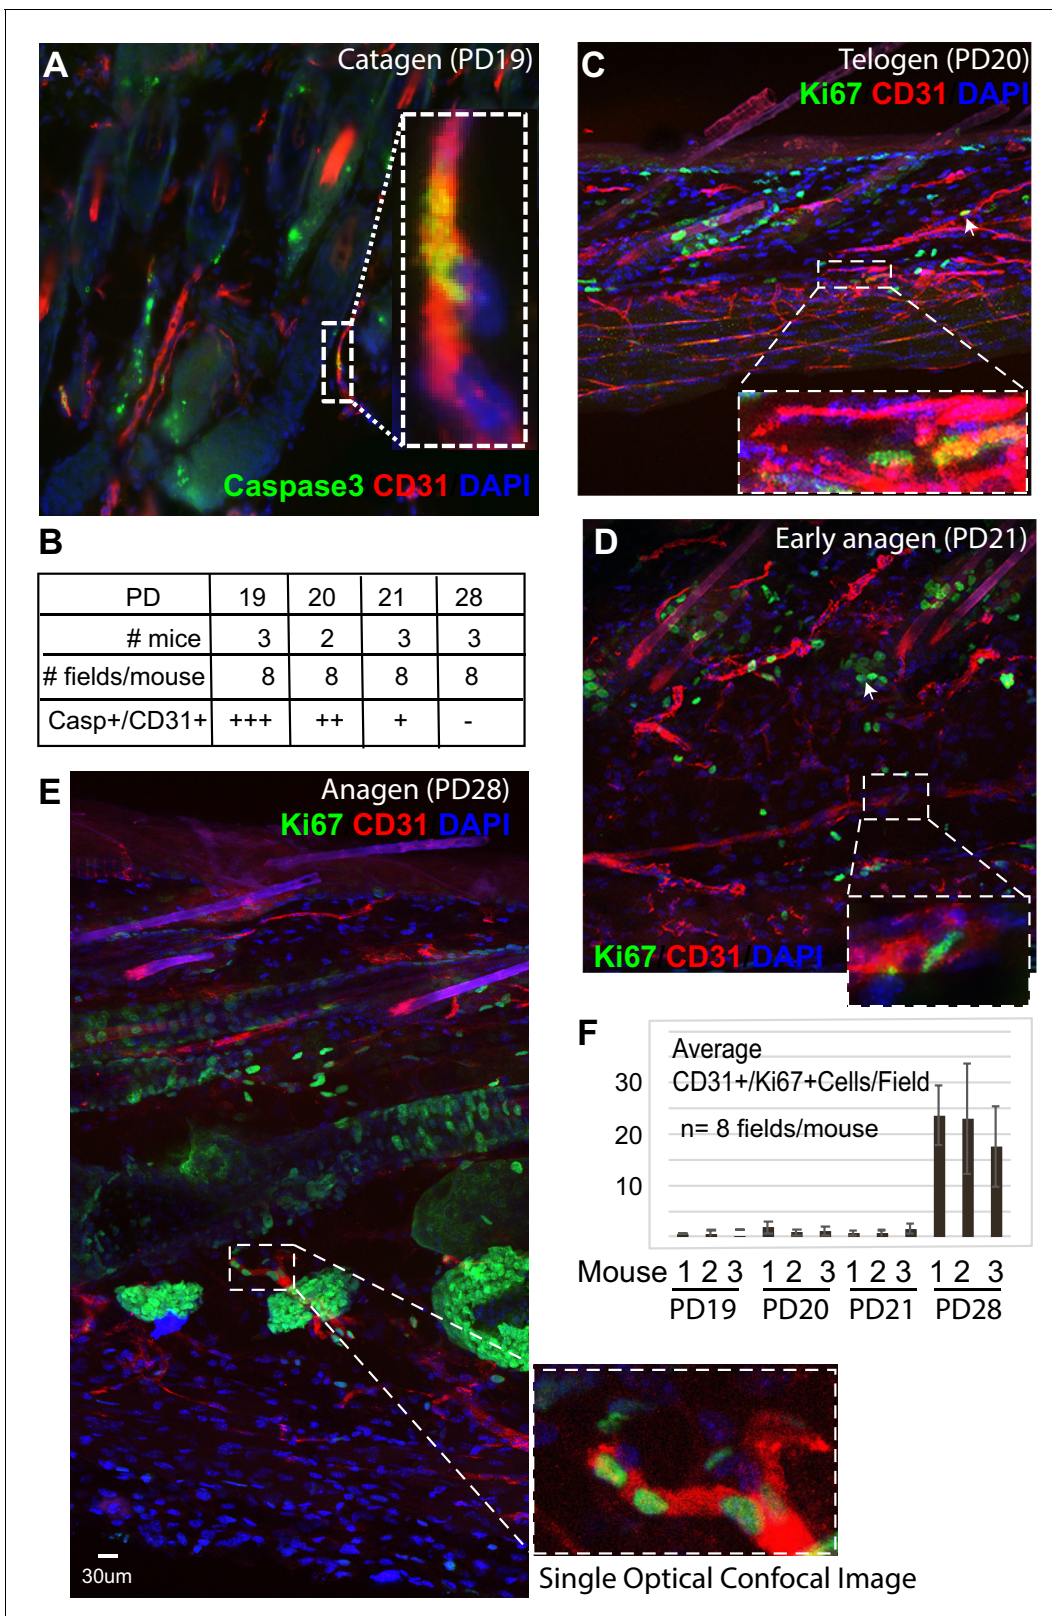 A
Catagen (PD19)
Caspase3 CD31 DAPI
B
PD 19 20 21 28
# mice 3 2 3 3
# fields/mouse 8 8 8 8
Casp+/CD31+ +++ ++ + -
C
Telogen (PD20)
Ki67 CD31 DAPI
D
Early anagen (PD21)
Ki67 CD31 DAPI
E
Anagen (PD28)
Ki67 CD31 DAPI
30um
Single Optical Confocal Image
F
Average
CD31+/Ki67+Cells/Field
n= 8 fields/mouse
30
20
10
Mouse 1 2 3 1 2 3 1 2 3 1 2 3
PD19 PD20 PD21 PD28